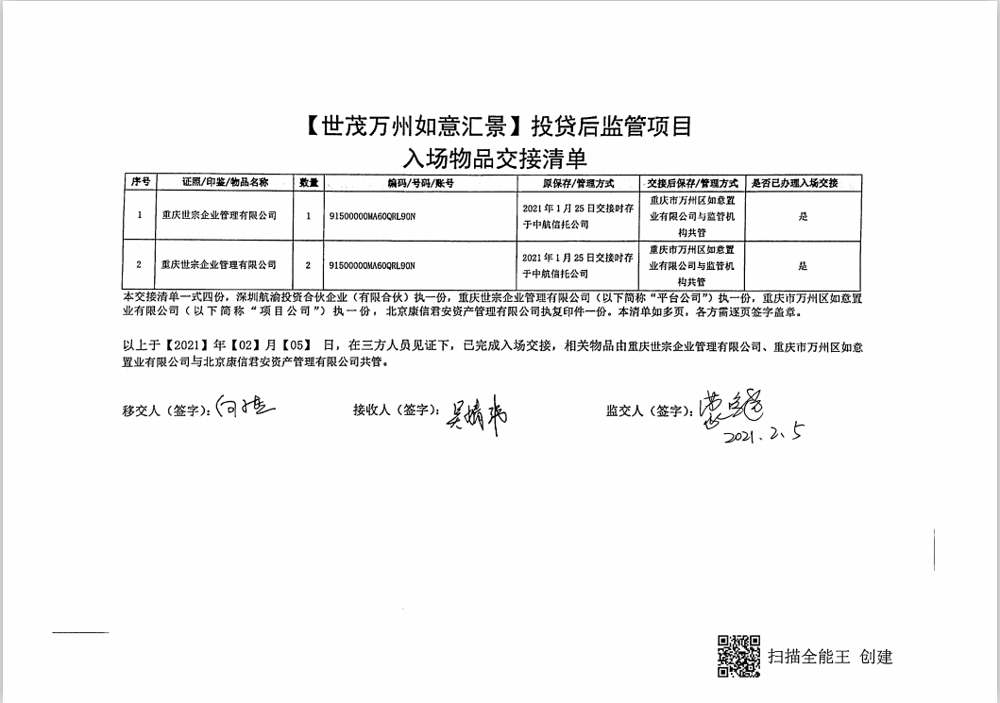 【世茂万州如意汇景】投贷后监管项目
入场物品交接清单
序号 证照/印鉴/物品名称 数量 编码/号码/账号 原保存/管理方式 交接后保存/管理方式 是否已办理入场交接
1 重庆世宗企业管理有限公司 1 91500000MA60QRL90N 2021年1月25日交接时存于中航信托公司 重庆市万州区如意置业有限公司与监管机构共管 是
2 重庆世宗企业管理有限公司 2 91500000MA60QRL90N 2021年1月25日交接时存于中航信托公司 重庆市万州区如意置业有限公司与监管机构共管 是
本交接清单一式四份，深圳航渝投资合伙企业（有限合伙）执一份，重庆世宗企业管理有限公司（以下简称“平台公司”）执一份，重庆市万州区如意置
业有限公司（以下简称“项目公司”）执一份，北京康信君安资产管理有限公司执复印件一份。本清单如多页，各方需逐页签字盖章。
以上于【2021】年【02】月【05】 日，在三方人员见证下，已完成入场交接，相关物品由重庆世宗企业管理有限公司、重庆市万州区如意
置业有限公司与北京康信君安资产管理有限公司共管。
移交人（签字）： 接收人（签字）：吴婧 监交人（签字）：
2021.2.5
扫描全能王 创建